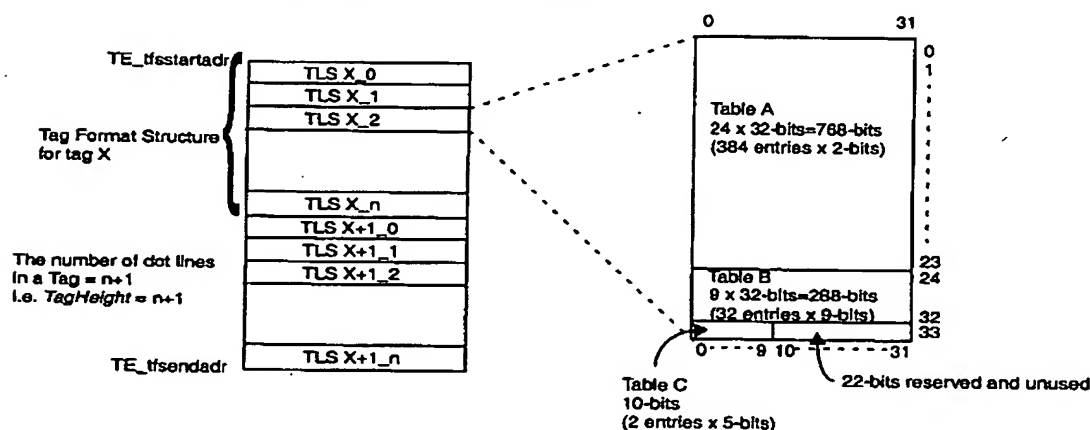 TE_tfsstartadr
TLS X_0
TLS X_1
TLS X_2
Tag Format Structure
for tag X
TLS X_n
TLS X+1_0
TLS X+1_1
TLS X+1_2
The number of dot lines
in a Tag = n+1
i.e. TagHeight = n+1
TLS X+1_n
TE_tfsendadr
0 31
0
1
Table A
24 x 32-bits=768-bits
(384 entries x 2-bits)
23
24
Table B
9 x 32-bits=288-bits
(32 entries x 9-bits)
32
33
0 9 10 31
Table C
10-bits
(2 entries x 5-bits)
22-bits reserved and unused